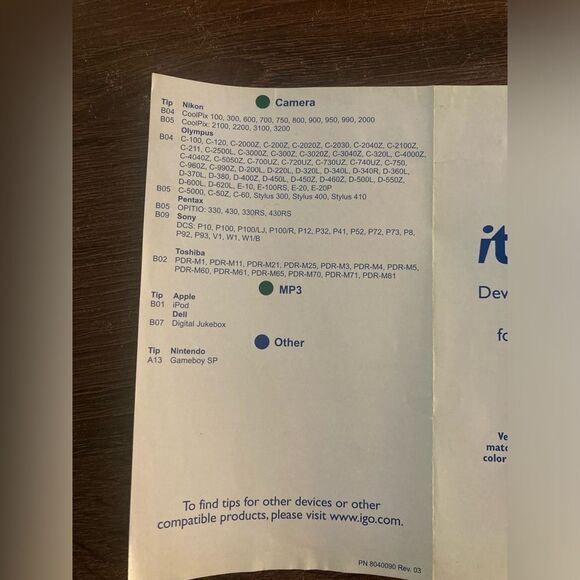 Camera
Tip Nikon
B04 CoolPix 100, 300, 600, 700, 750, 800, 900, 950, 990, 2000
B05 CoolPix: 2100, 2200, 3100, 3200
Olympus
B04 C-100, C-120, C-2000Z, C-200Z, C-2020Z, C-2030, C-2040Z, C-2100Z,
C-211, C-2500L, C-3000Z, C-300Z, C-3020Z, C-3040Z, C-320L, C-4000Z,
C-4040Z, C-5050Z, C-700UZ, C-720UZ, C-730UZ, C-740UZ, C-750,
C-960Z, C-990Z, D-200L, D-220L, D-320L, D-340L, D-340R, D-360L,
D-370L, D-380, D-400Z, D-450L, D-450Z, D-460Z, D-500L, D-550Z,
D-600L, D-620L, E-10, E-100RS, E-20, E-20P
B05 C-5000, C-50Z, C-60, Stylus 300, Stylus 400, Stylus 410
Pentax
B05 OPITIO: 330, 430, 330RS, 430RS
B09 Sony
DCS: P10, P100, P100/LJ, P100/R, P12, P32, P41, P52, P72, P73, P8,
P92, P93, V1, W1, W1/B
Toshiba
B02 PDR-M1, PDR-M11, PDR-M21, PDR-M25, PDR-M3, PDR-M4, PDR-M5,
PDR-M60, PDR-M61, PDR-M65, PDR-M70, PDR-M71, PDR-M81
MP3
Tip Apple
B01 iPod
Dell
B07 Digital Jukebox
Other
Tip Nintendo
A13 Gameboy SP
To find tips for other devices or other
compatible products, please visit www.igo.com.
PN 8040090 Rev. 03
it
Dev
fo
Ve
matc
color